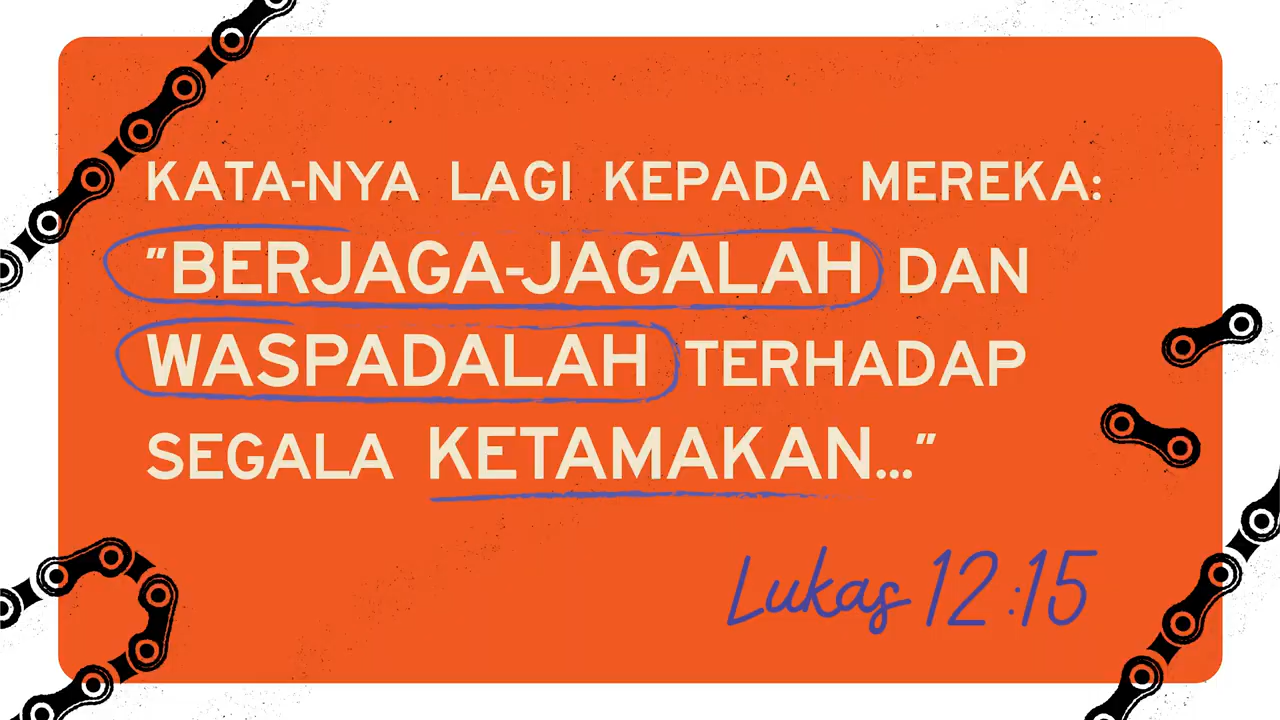 KATA-NYA LAGI KEPADA MEREKA:
"BERJAGA-JAGALAH DAN
WASPADALAH TERHADAP
SEGALA KETAMAKAN..."
Lukas 12:15